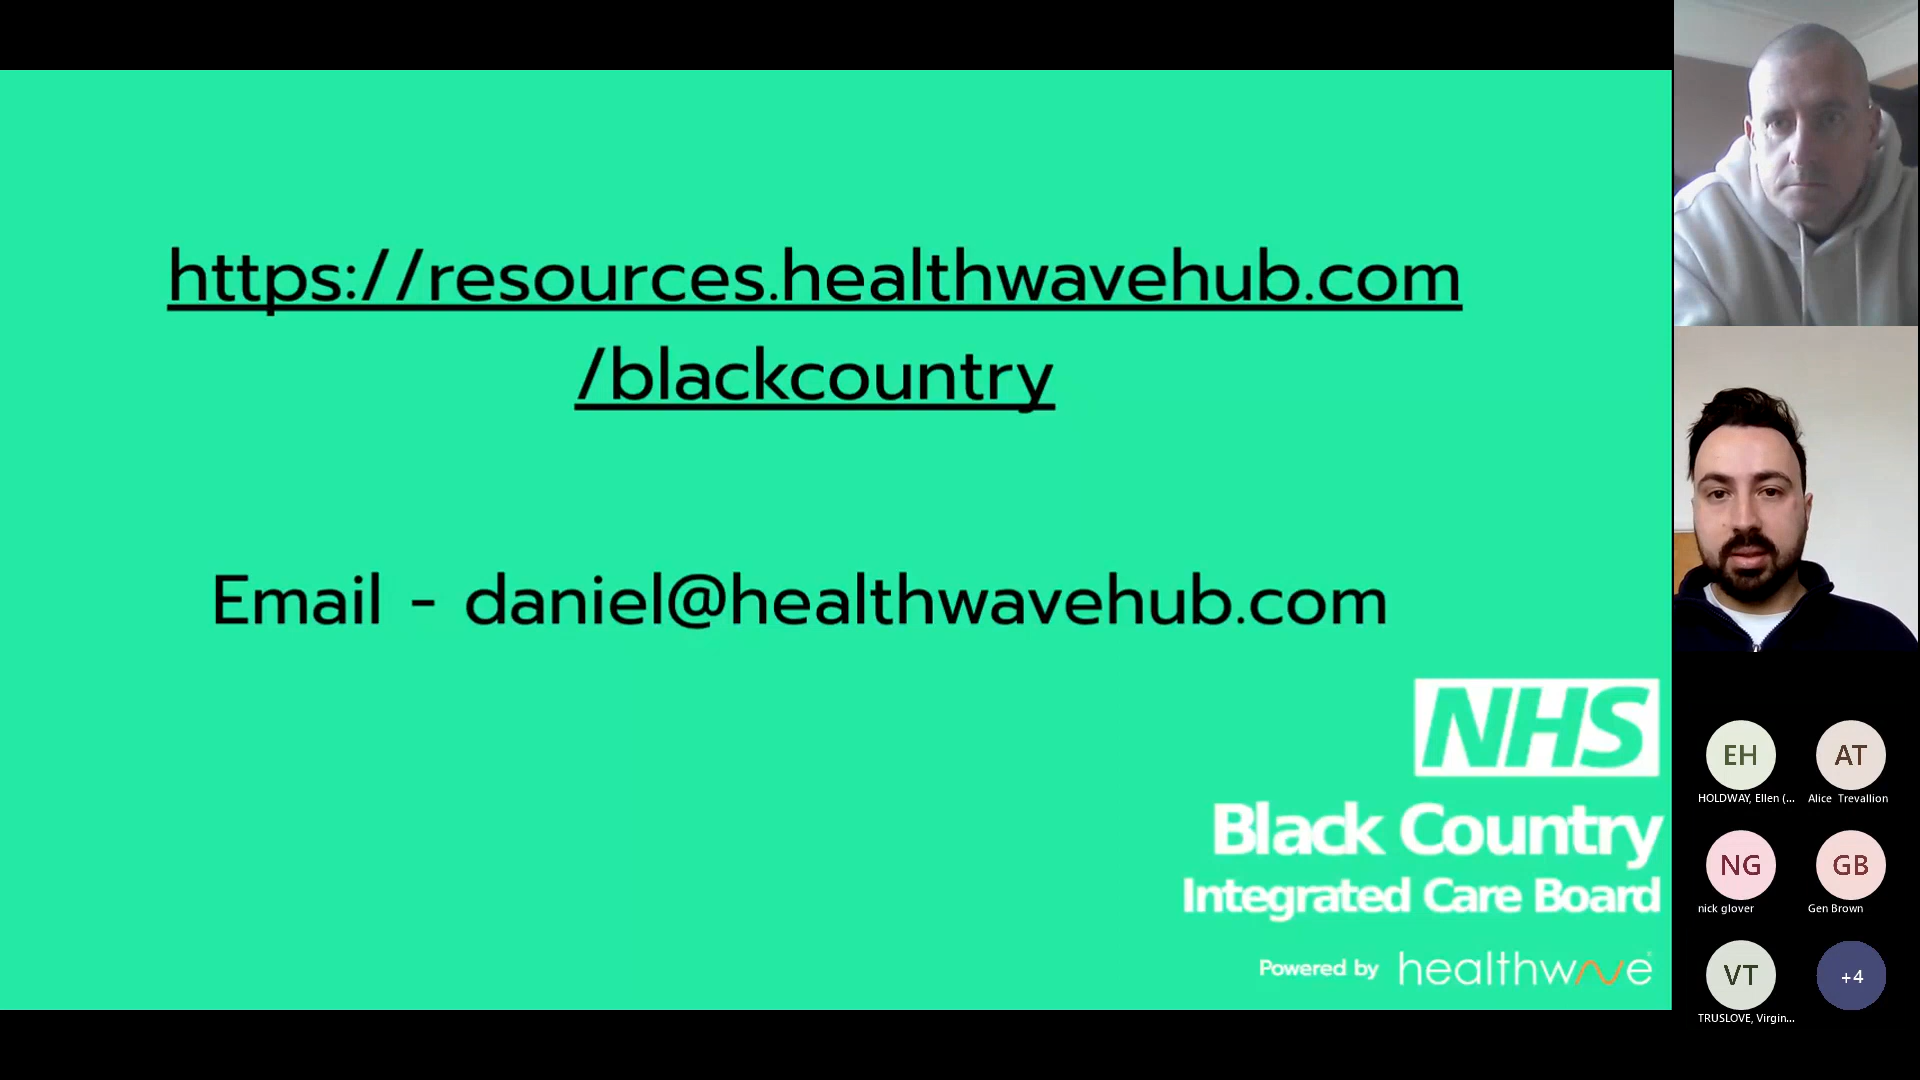 https://resources.healthwavehub.com
/blackcountry
Email - daniel@healthwavehub.com
NHS
Black Country
Integrated Care Board
Powered by healthwave
EH
HOLDWAY, Ellen (...
AT
Alice Trevallion
NG
nick glover
GB
Gen Brown
VT
TRUSLOVE, Virgin...
+4